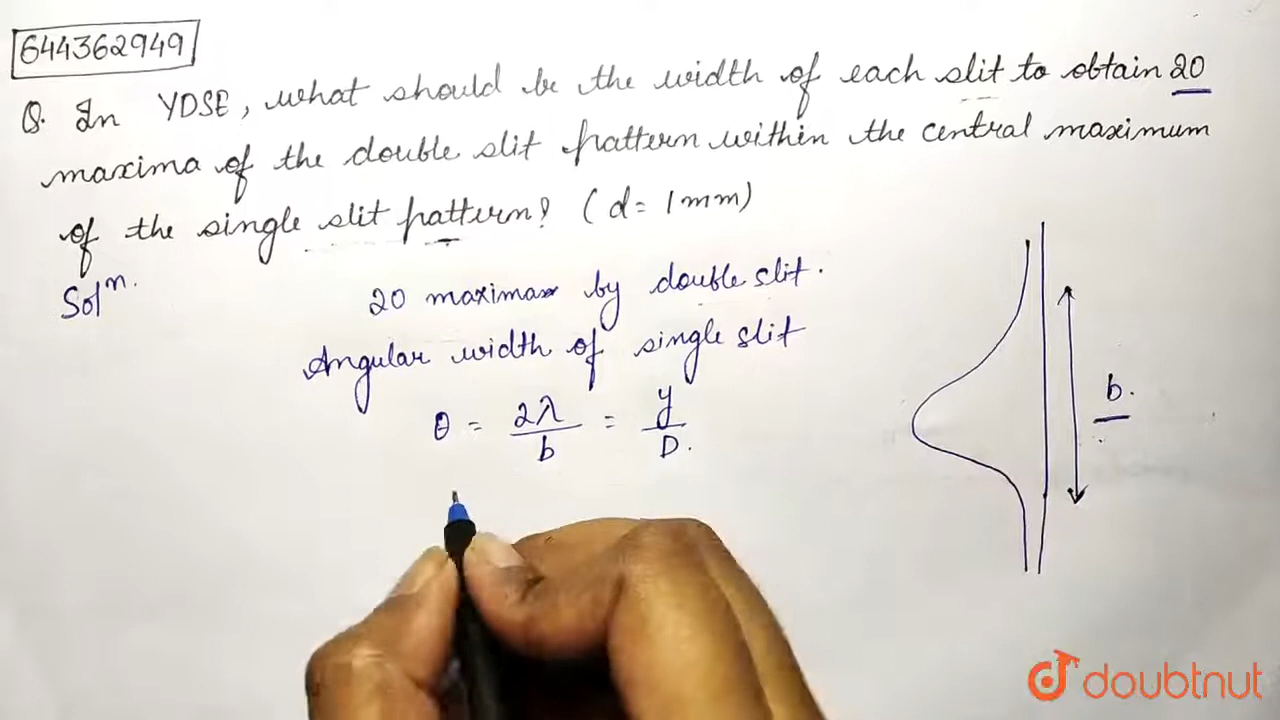 644362949
Q. In YDSE, what should be the width of each slit to obtain 20
maxima of the double slit pattern within the central maximum
of the single slit pattern? (d = 1mm)
Solⁿ.
20 maximas by double slit.
Angular width of single slit
θ = 2λ/b = y/D.
b.
doubtnut